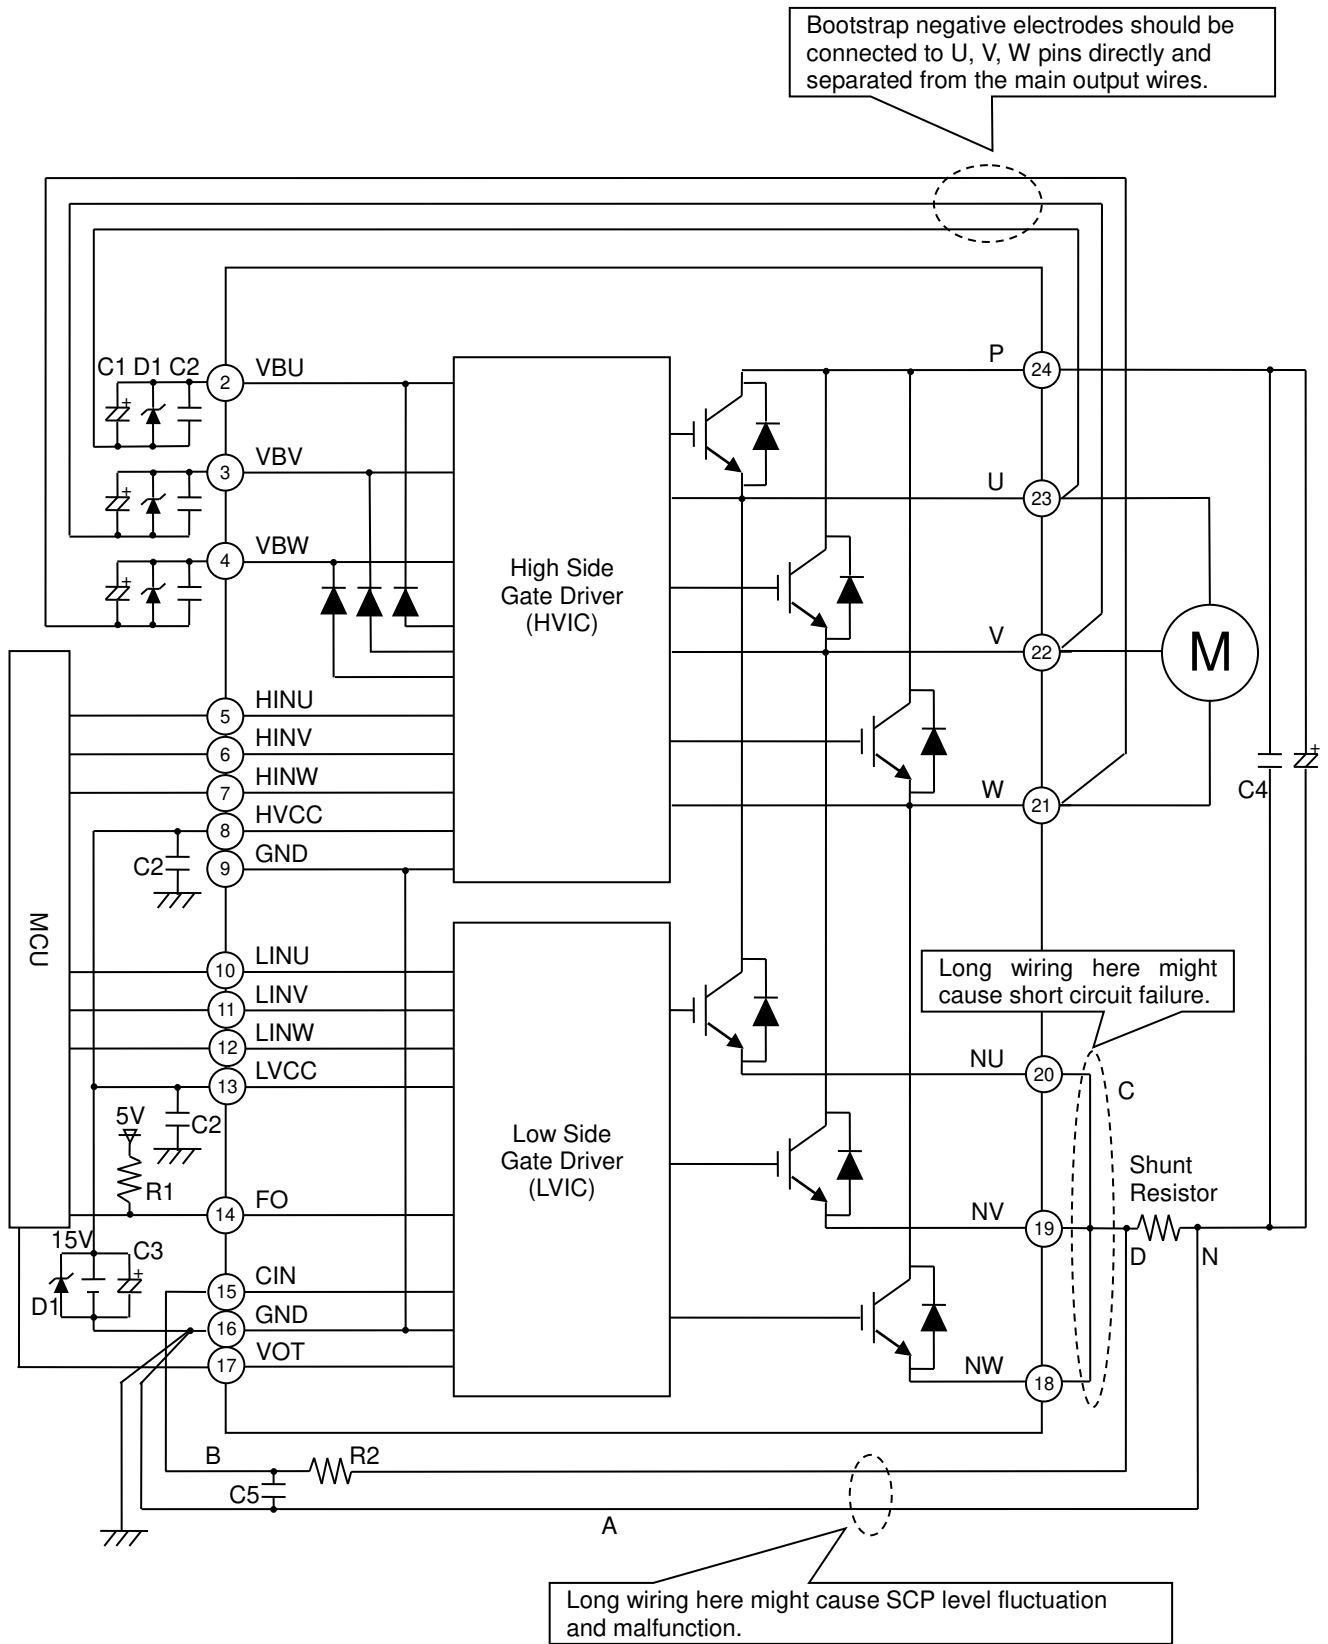 Bootstrap negative electrodes should be
connected to U, V, W pins directly and
separated from the main output wires.
C1 D1 C2
+
2
VBU
P
24
+
3
VBV
U
23
+
4
VBW
High Side
Gate Driver
(HVIC)
V
22
M
5
HINU
6
HINV
7
HINW
W
21
C4
+
8
HVCC
C2
9
GND
MCU
10
LINU
Long wiring here might
cause short circuit failure.
11
LINV
12
LINW
13
LVCC
NU
20
C
5V
C2
R1
Low Side
Gate Driver
(LVIC)
Shunt
Resistor
14
FO
NV
19
D
N
15V
C3
+
D1
15
CIN
16
GND
17
VOT
NW
18
B
R2
C5
A
Long wiring here might cause SCP level fluctuation
and malfunction.